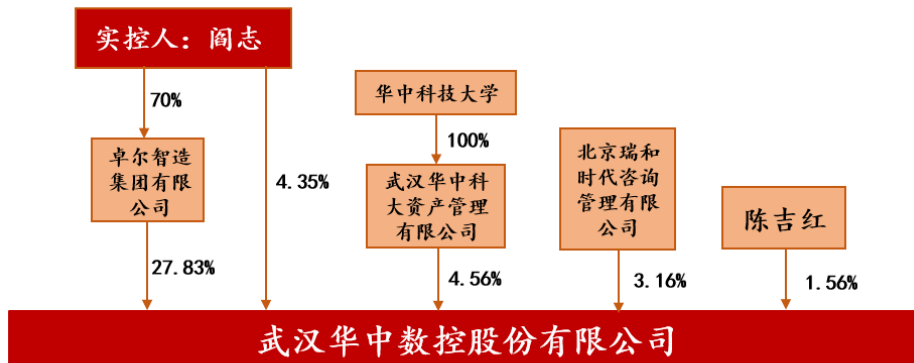 实控人：阎志
70%
卓尔智造
集团有限
公司
27.83%
4.35%
华中科技大学
100%
武汉华中科
大资产管理
有限公司
4.56%
北京瑞和
时代咨询
管理有限
公司
3.16%
陈吉红
1.56%
武汉华中数控股份有限公司